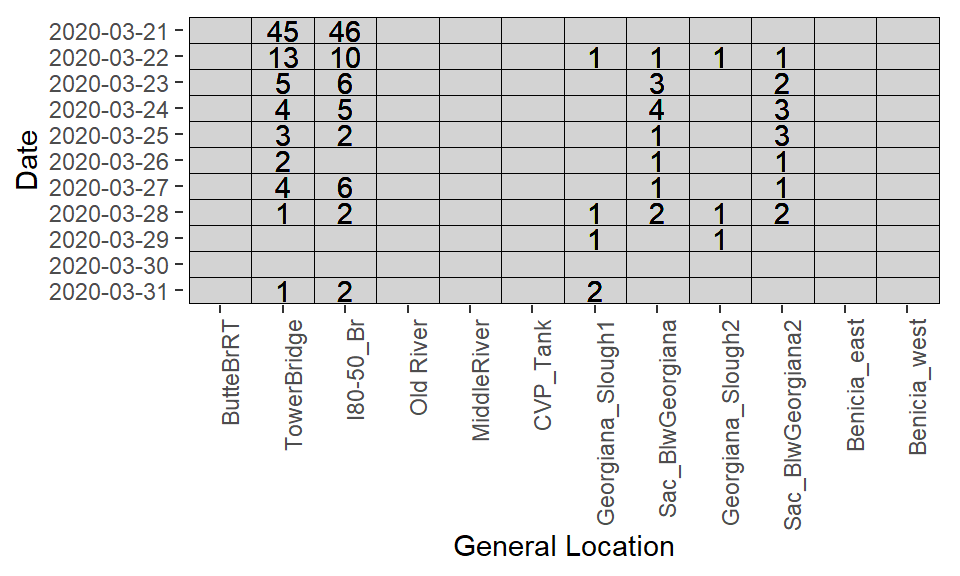 2020-03-21 45 46
2020-03-22 13 10 1 1 1 1
2020-03-23 5 6 3 2
2020-03-24 4 5 4 3
2020-03-25 3 2 1 3
2020-03-26 2 1 1
2020-03-27 4 6 1 1
2020-03-28 1 2 1 2 1 2
2020-03-29 1 1
2020-03-30
2020-03-31 1 2 2
Date
ButteBrRT
TowerBridge
I80-50_Br
Old River
MiddleRiver
CVP_Tank
Georgiana_Slough1
Sac_BlwGeorgiana
Georgiana_Slough2
Sac_BlwGeorgiana2
Benicia_east
Benicia_west
General Location